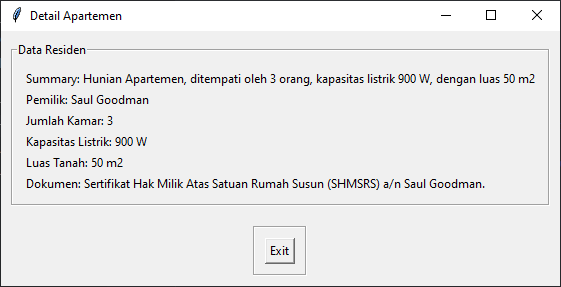 Detail Apartemen
Data Residen
Summary: Hunian Apartemen, ditempati oleh 3 orang, kapasitas listrik 900 W, dengan luas 50 m2
Pemilik: Saul Goodman
Jumlah Kamar: 3
Kapasitas Listrik: 900 W
Luas Tanah: 50 m2
Dokumen: Sertifikat Hak Milik Atas Satuan Rumah Susun (SHMSRS) a/n Saul Goodman.
Exit